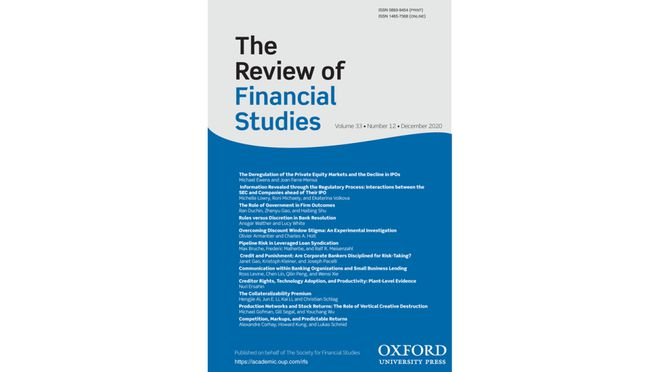 ISSN 0893-9454 (PRINT)
ISSN 1465-7368 (ONLINE)
The
Review of
Financial
Studies
Volume 33 • Number 12 • December 2020
The Deregulation of the Private Equity Markets and the Decline in IPOs
Michael Ewens and Joan Farre-Mensa
Information Revealed through the Regulatory Process: Interactions between the
SEC and Companies ahead of Their IPO
Michelle Lowry, Roni Michaely, and Ekaterina Volkova
The Role of Government in Firm Outcomes
Ran Duchin, Zhenyu Gao, and Haibing Shu
Rules versus Discretion in Bank Resolution
Ansgar Walther and Lucy White
Overcoming Discount Window Stigma: An Experimental Investigation
Olivier Armantier and Charles A. Holt
Pipeline Risk in Leveraged Loan Syndication
Max Bruche, Frederic Malherbe, and Ralf R. Meisenzahl
Credit and Punishment: Are Corporate Bankers Disciplined for Risk-Taking?
Janet Gao, Kristoph Kleiner, and Joseph Pacelli
Communication within Banking Organizations and Small Business Lending
Ross Levine, Chen Lin, Qilin Peng, and Wensi Xie
Creditor Rights, Technology Adoption, and Productivity: Plant-Level Evidence
Nuri Ersahin
The Collateralizability Premium
Hengjie Ai, Jun E. Li, Kai Li, and Christian Schlag
Production Networks and Stock Returns: The Role of Vertical Creative Destruction
Michael Gofman, Gill Segal, and Youchang Wu
Competition, Markups, and Predictable Returns
Alexandre Corhay, Howard Kung, and Lukas Schmid
Published on behalf of The Society for Financial Studies
https://academic.oup.com/rfs
OXFORD
UNIVERSITY PRESS